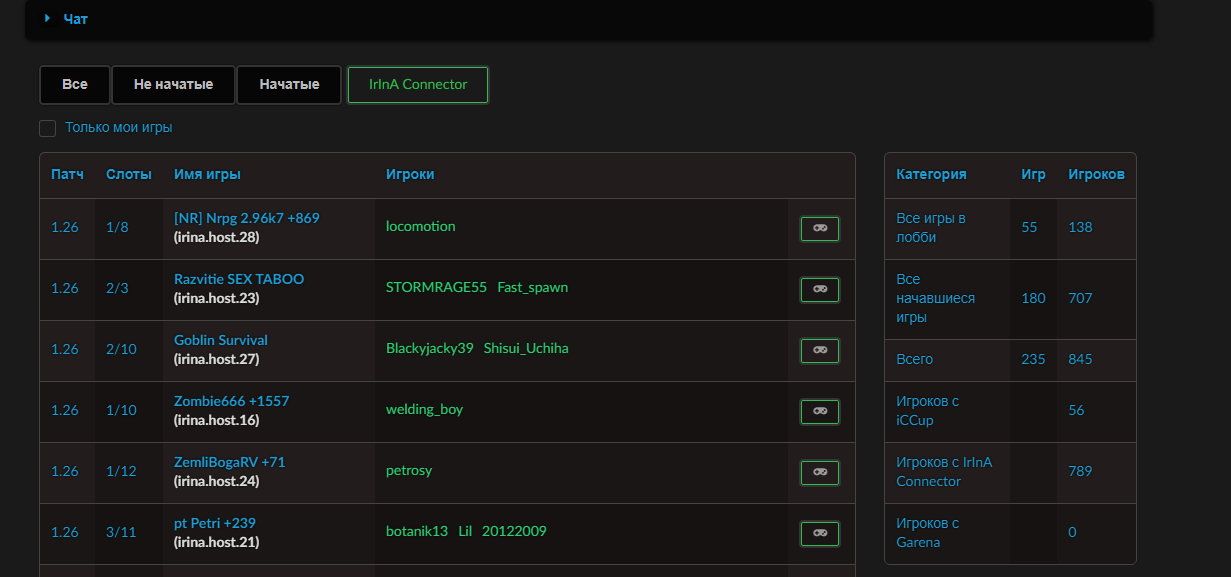 Чат
Все Не начатые Начатые IrInA Connector
Только мои игры
Патч Слоты Имя игры Игроки
1.26 1/8 [NR] Nrpg 2.96k7 +869 locomotion
(irina.host.28)
1.26 2/3 Razvitie SEX TABOO STORMRAGE55 Fast_spawn
(irina.host.23)
1.26 2/10 Goblin Survival Blackyjacky39 Shisui_Uchiha
(irina.host.27)
1.26 1/10 Zombie666 +1557 welding_boy
(irina.host.16)
1.26 1/12 ZemliBogaRV +71 petrosy
(irina.host.24)
1.26 3/11 pt Petri +239 botanik13 Lil 20122009
(irina.host.21)
Категория Игр Игроков
Все игры в
лобби 55 138
Все
начавшиеся 180 707
игры
Всего 235 845
Игроков с
iCCup 56
Игроков с IrInA
Connector 789
Игроков с
Garena 0